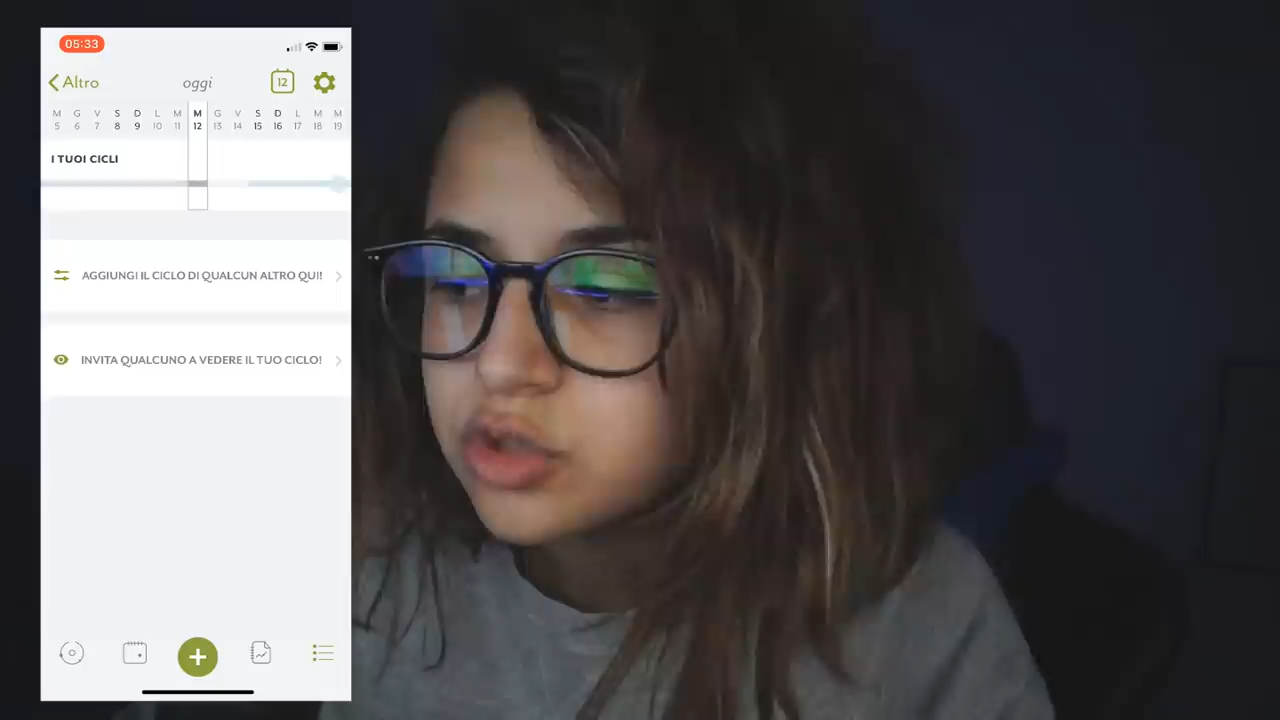 05:33
Altro
oggi
12
M G V S D L M M G V S D L M M
5 6 7 8 9 10 11 12 13 14 15 16 17 18 19
I TUOI CICLI
AGGIUNGI IL CICLO DI QUALCUN ALTRO QUI!
INVITA QUALCUNO A VEDERE IL TUO CICLO!